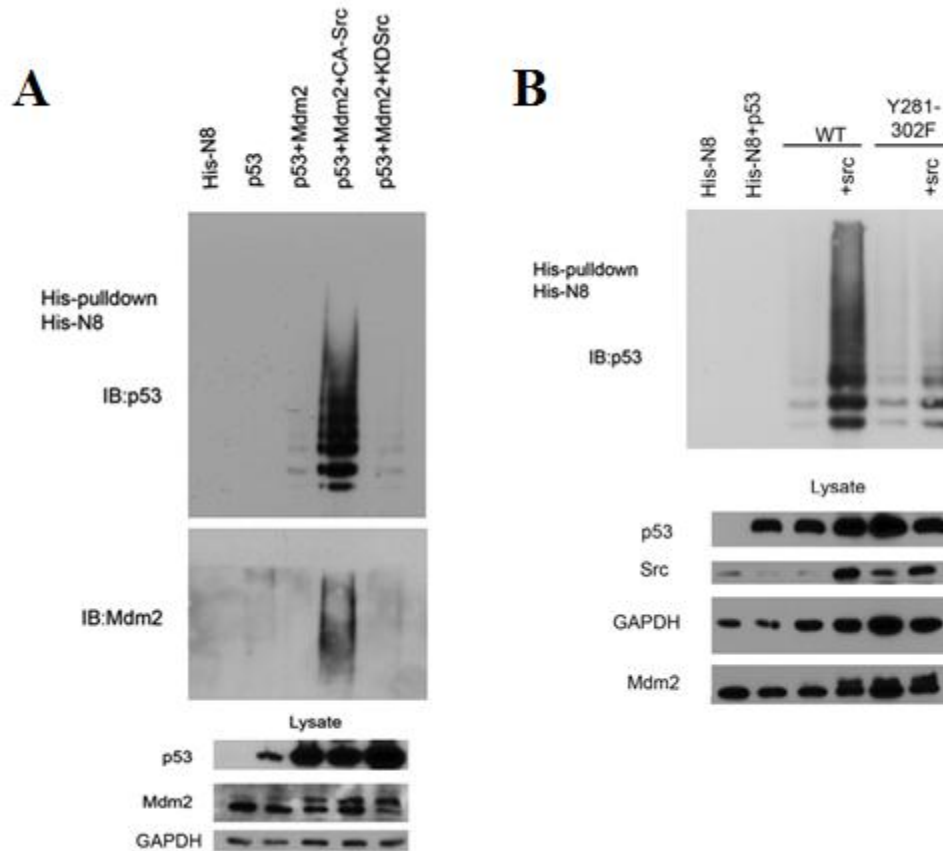 A
His-N8
p53
p53+Mdm2
p53+Mdm2+CA-Src
p53+Mdm2+KDSrc
His-pulldown
His-N8
IB:p53
IB:Mdm2
Lysate
p53
Mdm2
GAPDH
B
His-N8
His-N8+p53
WT
+src
Y281-
302F
+src
His-pulldown
His-N8
IB:p53
Lysate
p53
Src
GAPDH
Mdm2